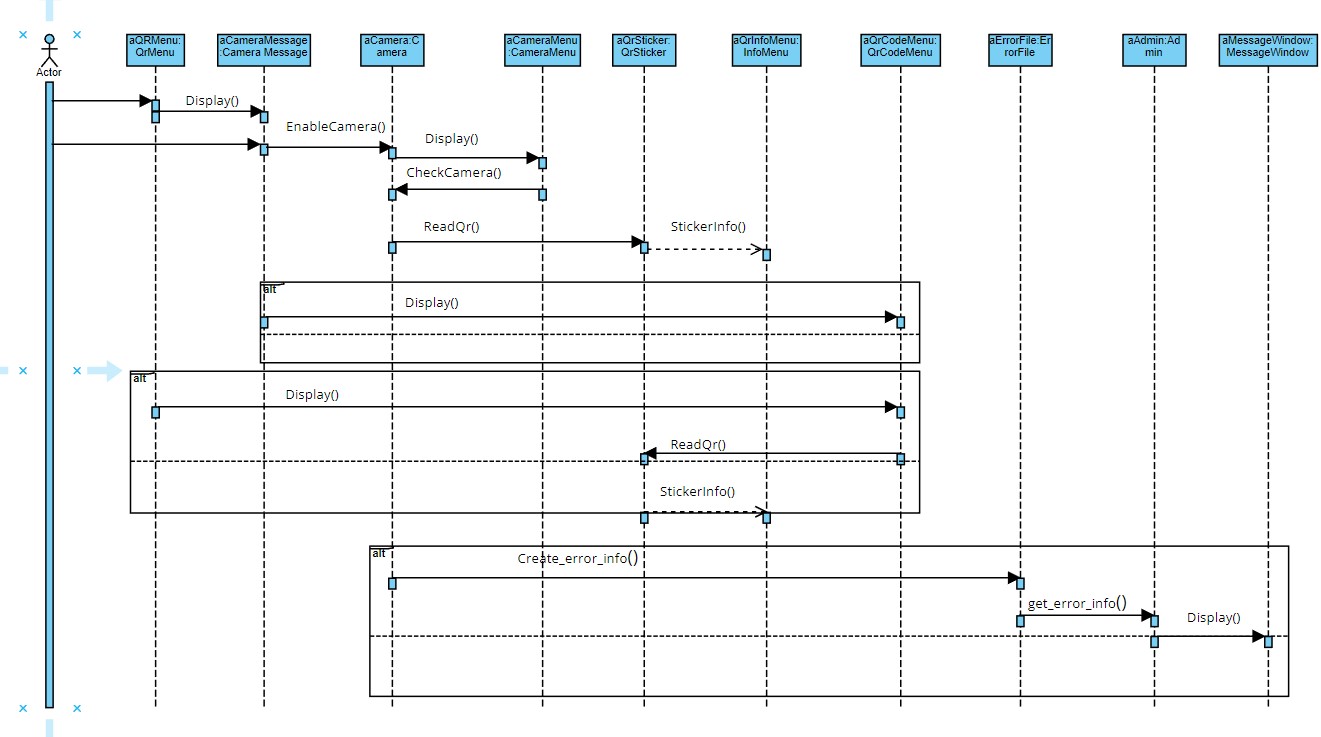 Actor
aQRMenu:
QrMenu
aCameraMessage
:Camera Message
aCamera:C
amera
aCameraMenu
:CameraMenu
aQrSticker:
QrSticker
aQrInfoMenu:
InfoMenu
aQrCodeMenu:
QrCodeMenu
aErrorFile:Er
rorFile
aAdmin:Ad
min
aMessageWindow:
MessageWindow
Display()
EnableCamera()
Display()
CheckCamera()
ReadQr()
StickerInfo()
alt
Display()
alt
Display()
ReadQr()
StickerInfo()
alt
Create_error_info()
get_error_info()
Display()